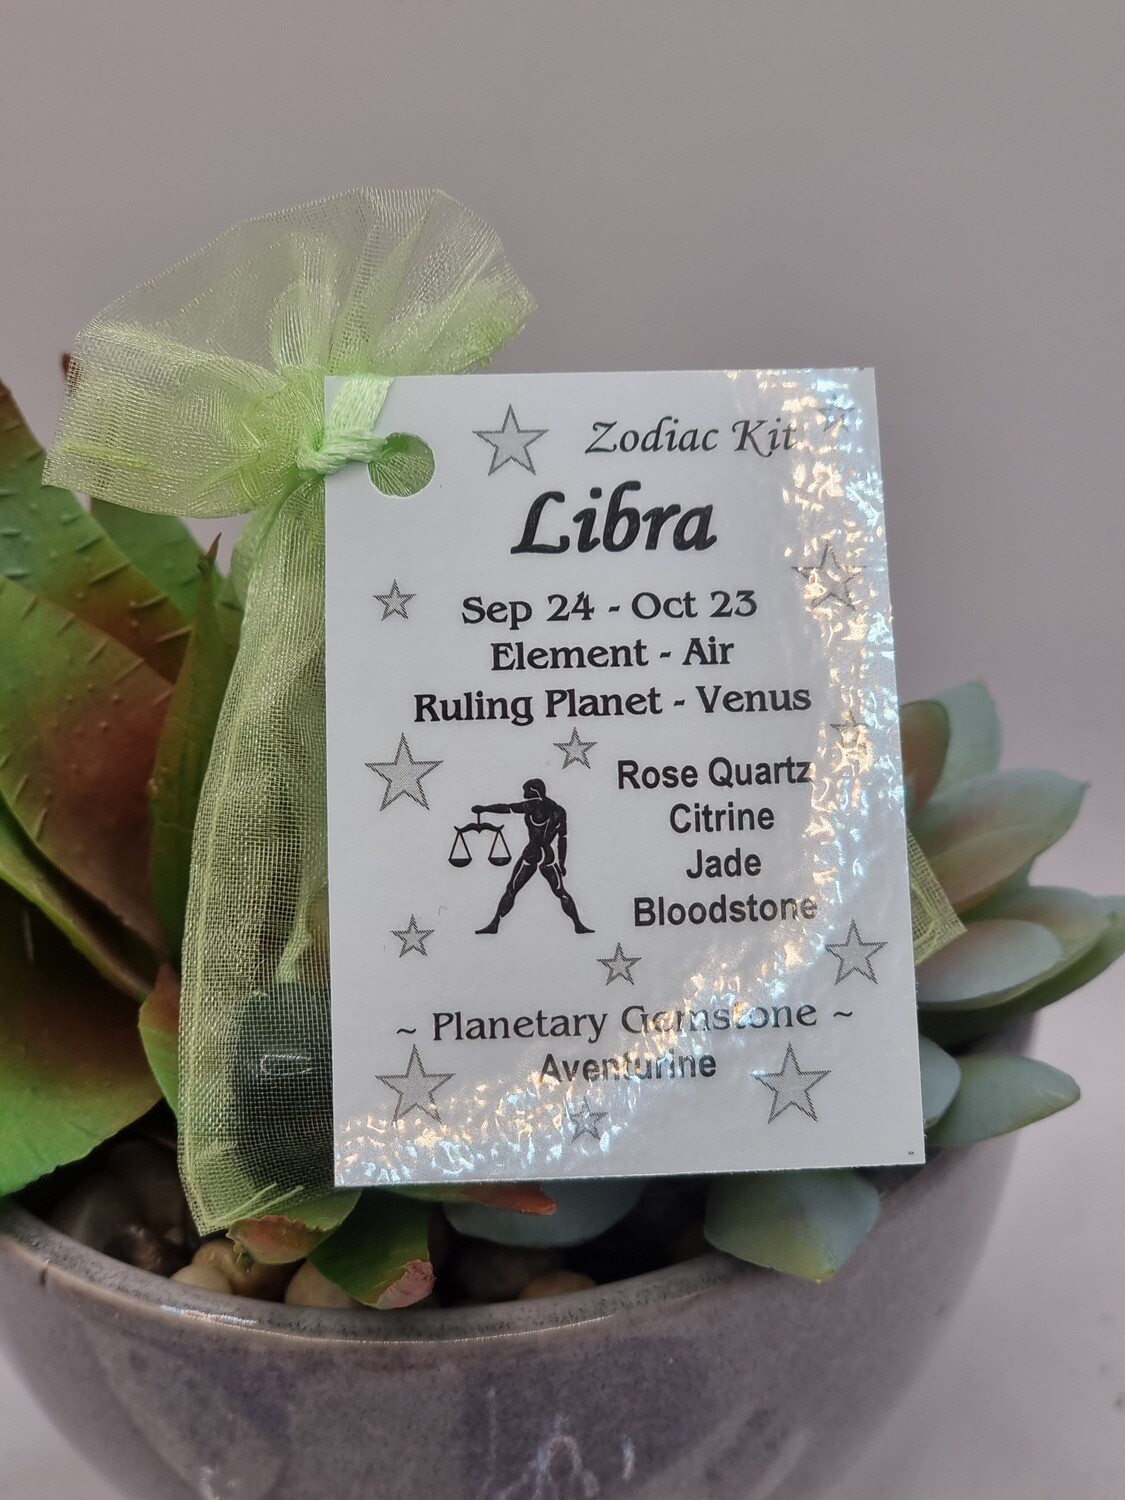 Zodiac Kit
Libra
Sep 24 - Oct 23
Element - Air
Ruling Planet - Venus
Rose Quartz
Citrine
Jade
Bloodstone
~ Planetary Gemstone ~
Aventurine